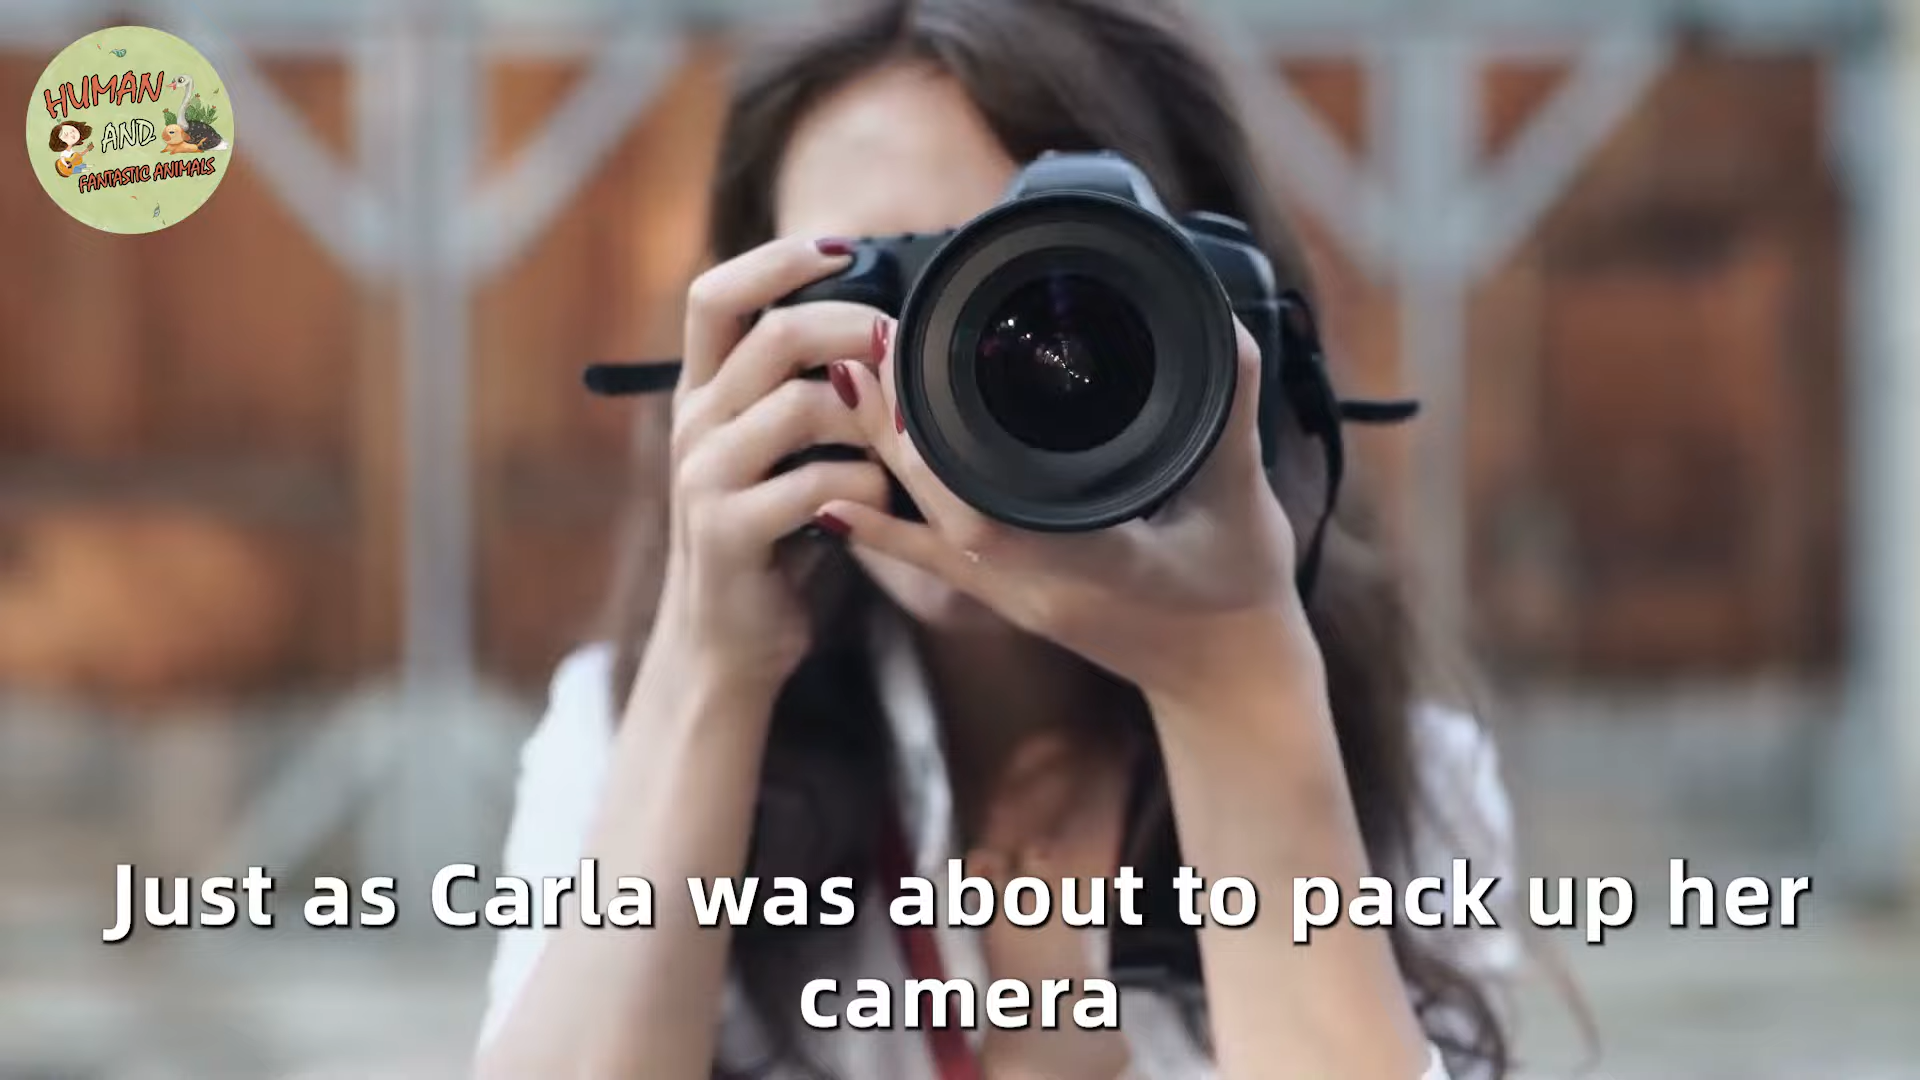 HUMAN
AND
FANTASTIC ANIMALS
Just as Carla was about to pack up her
camera